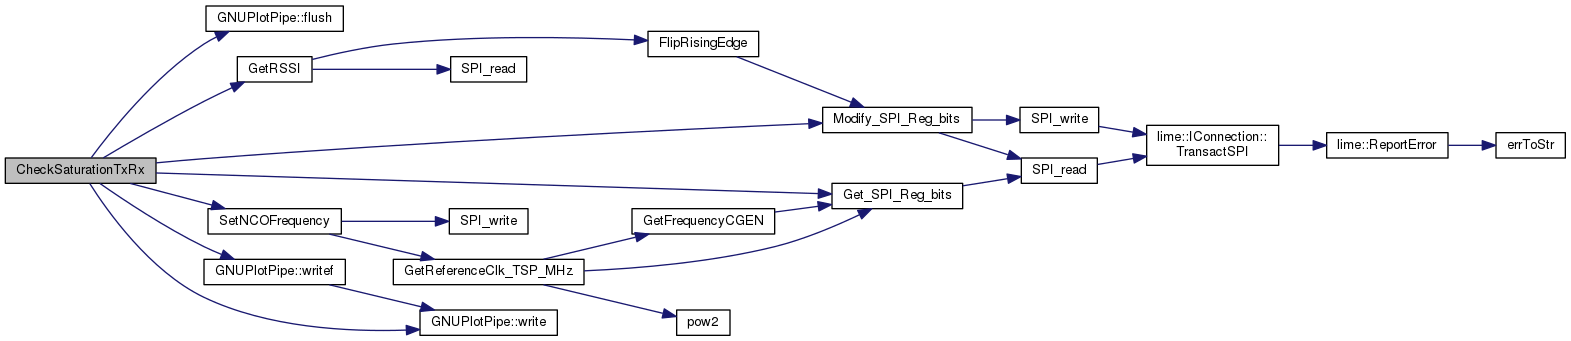 GNUPlotPipe::flush
FlipRisingEdge
GetRSSI
SPI_read
Modify_SPI_Reg_bits
SPI_write
lime::IConnection::
TransactSPI
lime::ReportError
errToStr
CheckSaturationTxRx
SPI_read
Get_SPI_Reg_bits
SetNCOFrequency
SPI_write
GetFrequencyCGEN
GNUPlotPipe::writef
GetReferenceClk_TSP_MHz
GNUPlotPipe::write
pow2